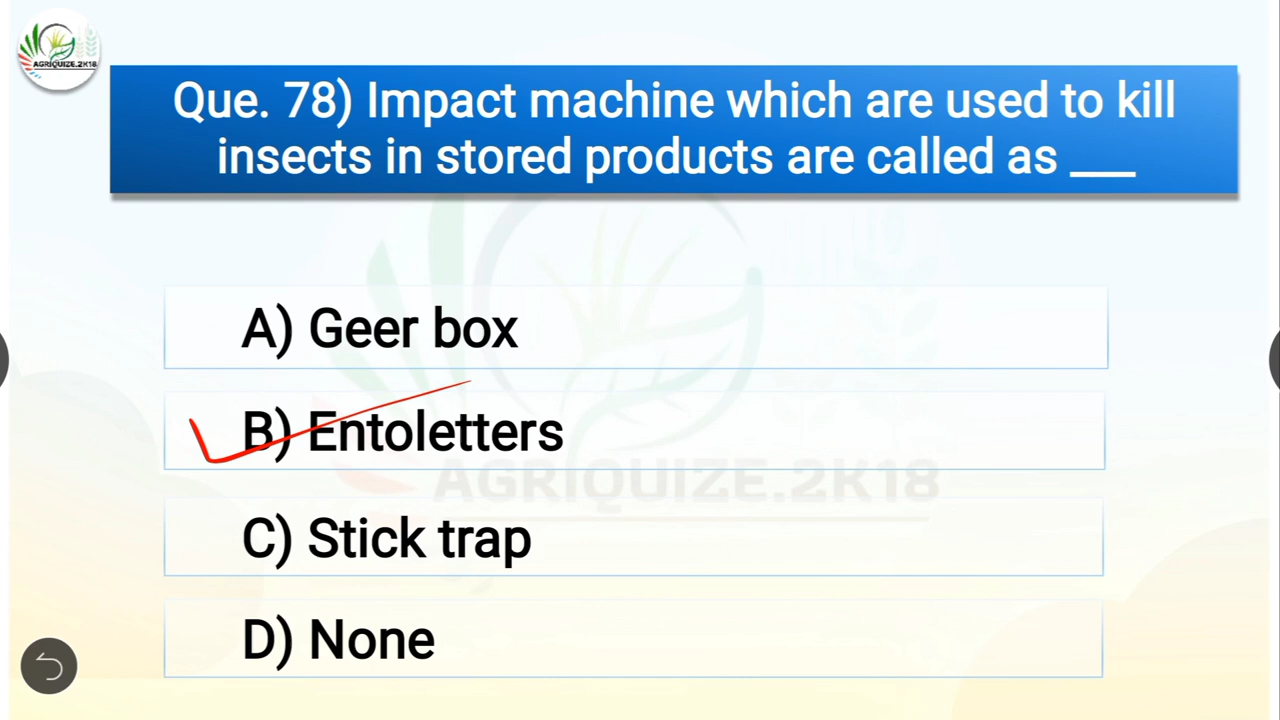 AGRIQUIZE.2K18
Que. 78) Impact machine which are used to kill
insects in stored products are called as ___
A) Geer box
B) Entoletters
AGRIQUIZE.2K18
C) Stick trap
D) None